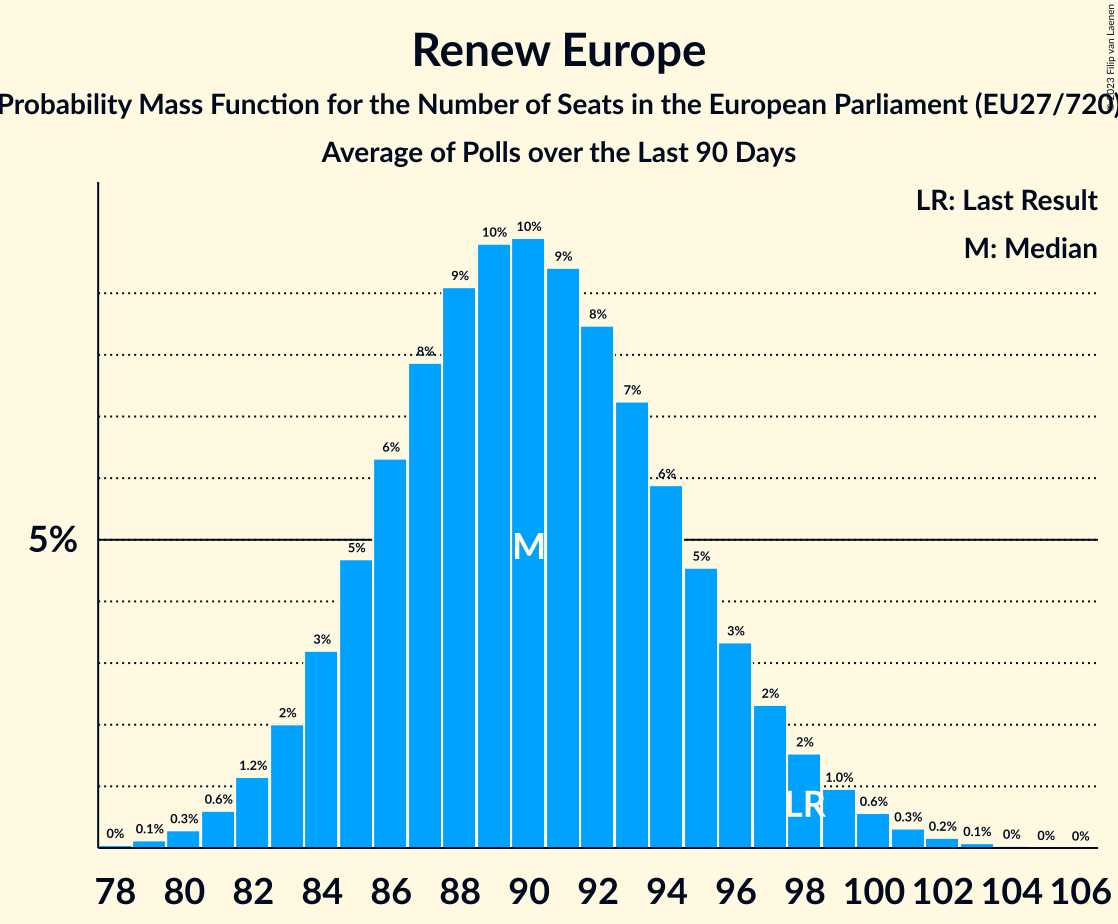 Renew Europe
Probability Mass Function for the Number of Seats in the European Parliament (EU27/720)
Average of Polls over the Last 90 Days
© 2023 Filip van Laenen
LR: Last Result
M: Median
5%
0% 0.1% 0.3% 0.6% 1.2% 2% 3% 5% 6% 8% 9% 10% 10% 9% 8% 7% 6% 5% 3% 2% 2% 1.0% 0.6% 0.3% 0.2% 0.1% 0% 0% 0%
M
LR
78 80 82 84 86 88 90 92 94 96 98 100 102 104 106